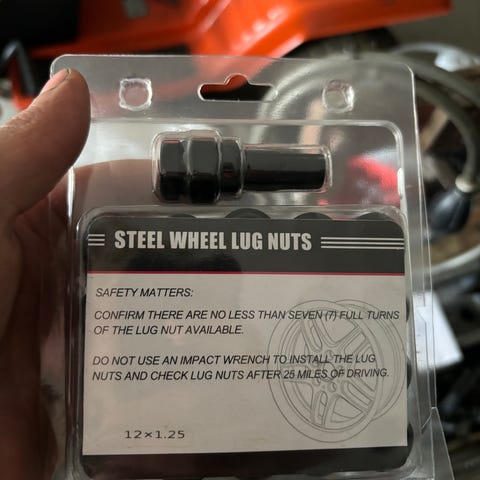 STEEL WHEEL LUG NUTS
SAFETY MATTERS:
CONFIRM THERE ARE NO LESS THAN SEVEN (7) FULL TURNS
OF THE LUG NUT AVAILABLE.
DO NOT USE AN IMPACT WRENCH TO INSTALL THE LUG
NUTS AND CHECK LUG NUTS AFTER 25 MILES OF DRIVING.
12×1.25